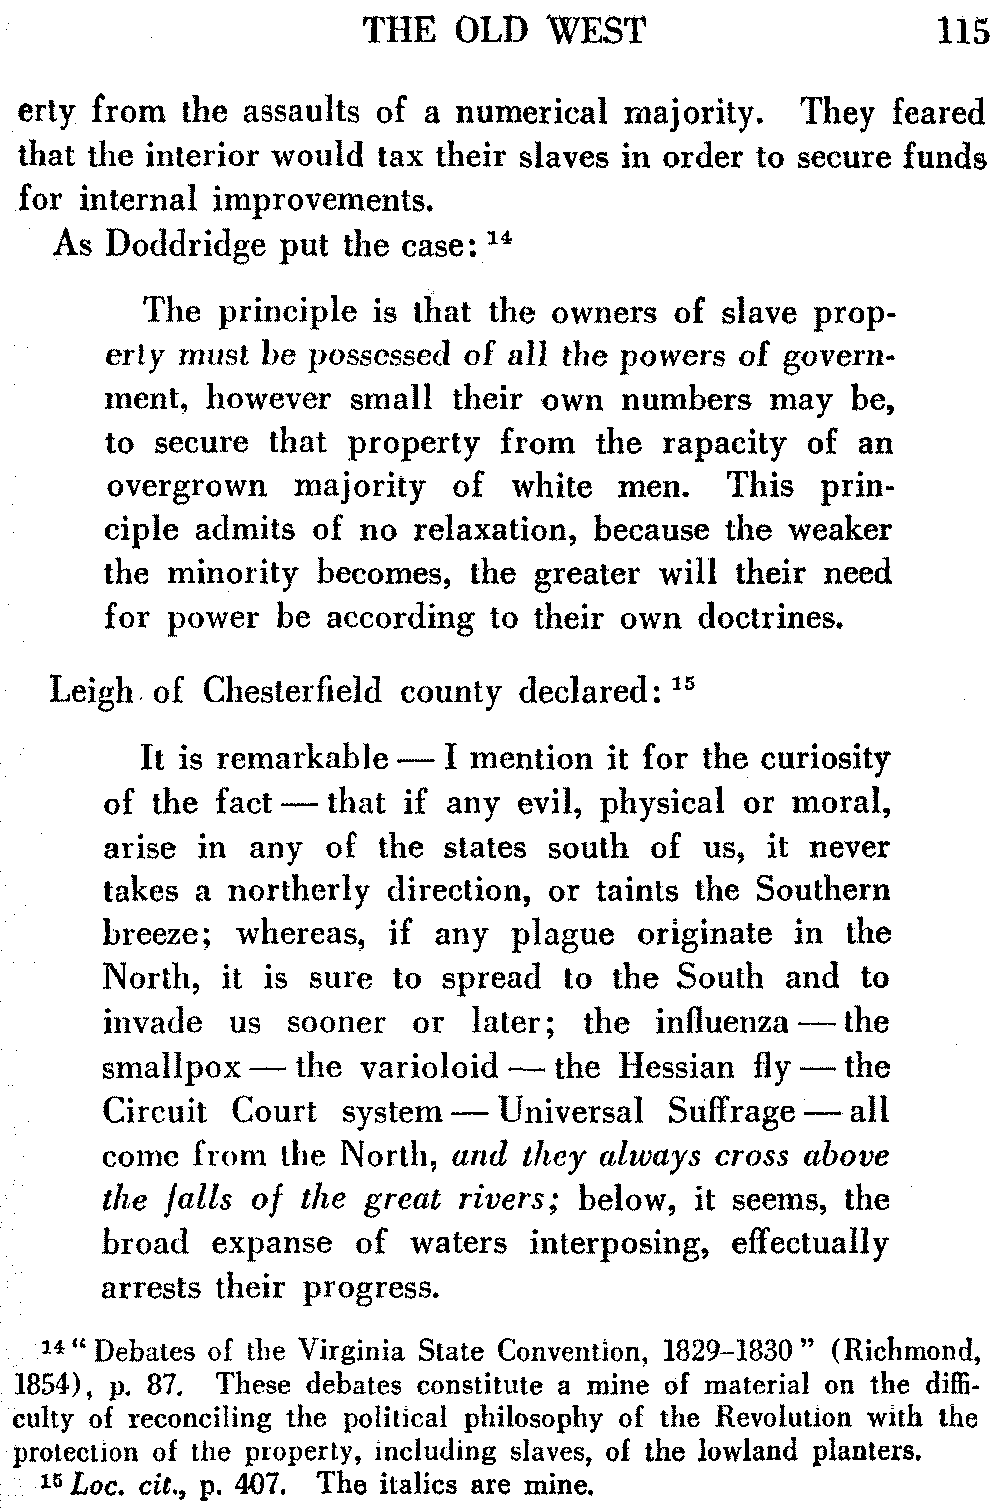 THE OLD WEST 115
erty from the assaults of a numerical majority. They feared
that the interior would tax their slaves in order to secure funds
for internal improvements.
As Doddridge put the case: ¹⁴
The principle is that the owners of slave prop-
erty must be possessed of all the powers of govern-
ment, however small their own numbers may be,
to secure that property from the rapacity of an
overgrown majority of white men. This prin-
ciple admits of no relaxation, because the weaker
the minority becomes, the greater will their need
for power be according to their own doctrines.
Leigh of Chesterfield county declared: ¹⁵
It is remarkable — I mention it for the curiosity
of the fact — that if any evil, physical or moral,
arise in any of the states south of us, it never
takes a northerly direction, or taints the Southern
breeze; whereas, if any plague originate in the
North, it is sure to spread to the South and to
invade us sooner or later; the influenza — the
smallpox — the varioloid — the Hessian fly — the
Circuit Court system — Universal Suffrage — all
come from the North, and they always cross above
the falls of the great rivers; below, it seems, the
broad expanse of waters interposing, effectually
arrests their progress.
¹⁴ “ Debates of the Virginia State Convention, 1829–1830 ” (Richmond,
1854), p. 87. These debates constitute a mine of material on the diffi-
culty of reconciling the political philosophy of the Revolution with the
protection of the property, including slaves, of the lowland planters.
¹⁵ Loc. cit., p. 407. The italics are mine.